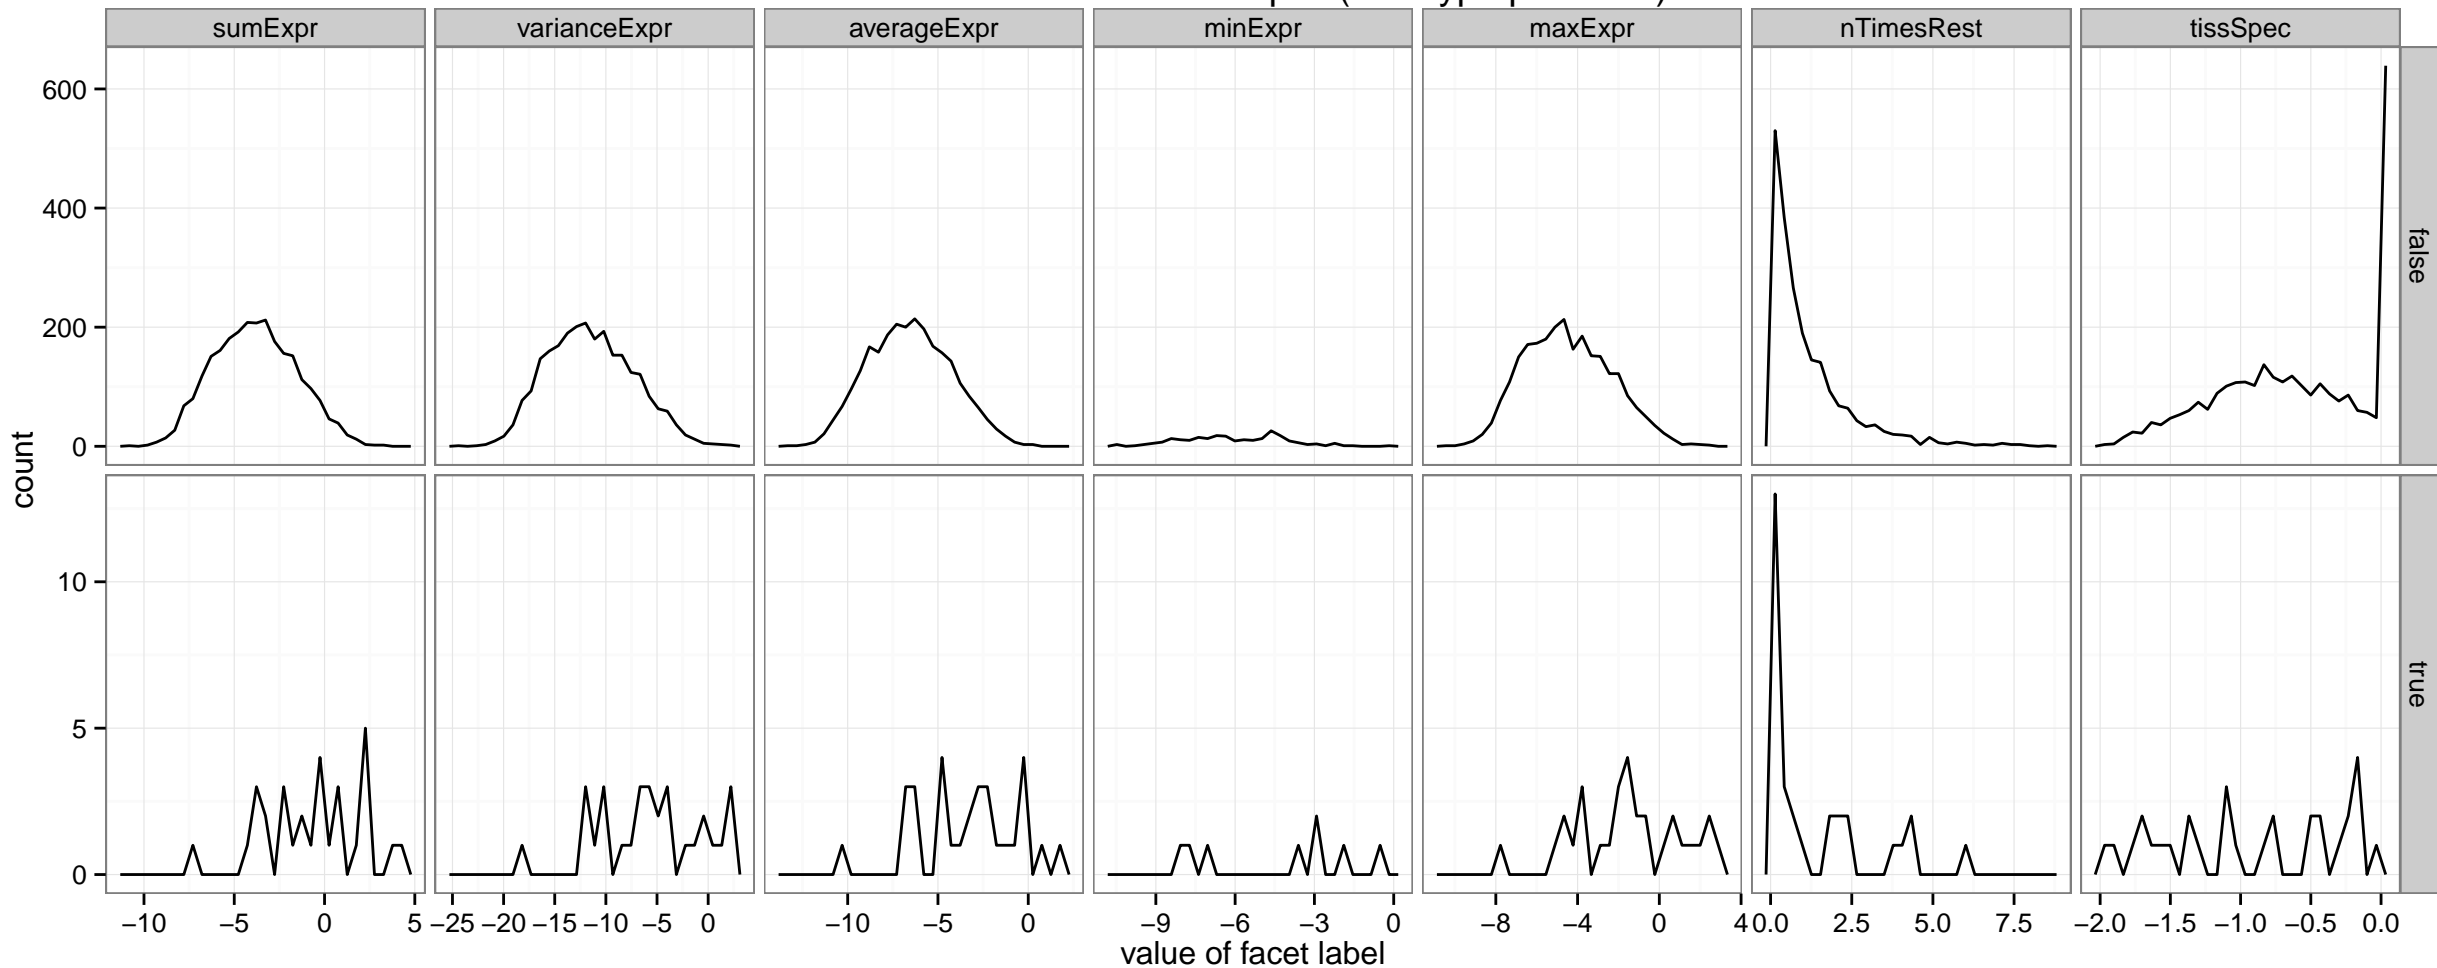 sumExpr varianceExpr averageExpr minExpr maxExpr nTimesRest tissSpec
600
400
200
0
false
count
10
5
0
true
−10 −5 0 5 −25 −20 −15 −10 −5 0 −10 −5 0 −9 −6 −3 0 −8 −4 0 4 0.0 2.5 5.0 7.5 −2.0 −1.5 −1.0 −0.5 0.0
value of facet label